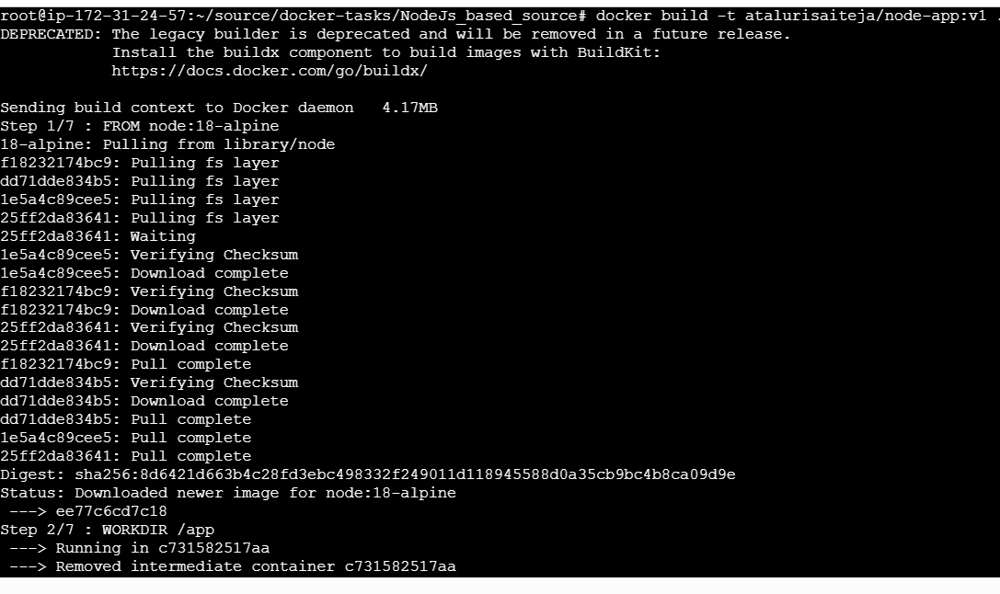 root@ip-172-31-24-57:~/source/docker-tasks/NodeJs_based_source# docker build -t atalurisaiteja/node-app:v1 .
DEPRECATED: The legacy builder is deprecated and will be removed in a future release.
            Install the buildx component to build images with BuildKit:
            https://docs.docker.com/go/buildx/

Sending build context to Docker daemon   4.17MB
Step 1/7 : FROM node:18-alpine
18-alpine: Pulling from library/node
f18232174bc9: Pulling fs layer
dd71dde834b5: Pulling fs layer
1e5a4c89cee5: Pulling fs layer
25ff2da83641: Pulling fs layer
25ff2da83641: Waiting
1e5a4c89cee5: Verifying Checksum
1e5a4c89cee5: Download complete
f18232174bc9: Verifying Checksum
f18232174bc9: Download complete
25ff2da83641: Verifying Checksum
25ff2da83641: Download complete
f18232174bc9: Pull complete
dd71dde834b5: Verifying Checksum
dd71dde834b5: Download complete
dd71dde834b5: Pull complete
1e5a4c89cee5: Pull complete
25ff2da83641: Pull complete
Digest: sha256:8d6421d663b4c28fd3ebc498332f249011d118945588d0a35cb9bc4b8ca09d9e
Status: Downloaded newer image for node:18-alpine
 ---> ee77c6cd7c18
Step 2/7 : WORKDIR /app
 ---> Running in c731582517aa
 ---> Removed intermediate container c731582517aa